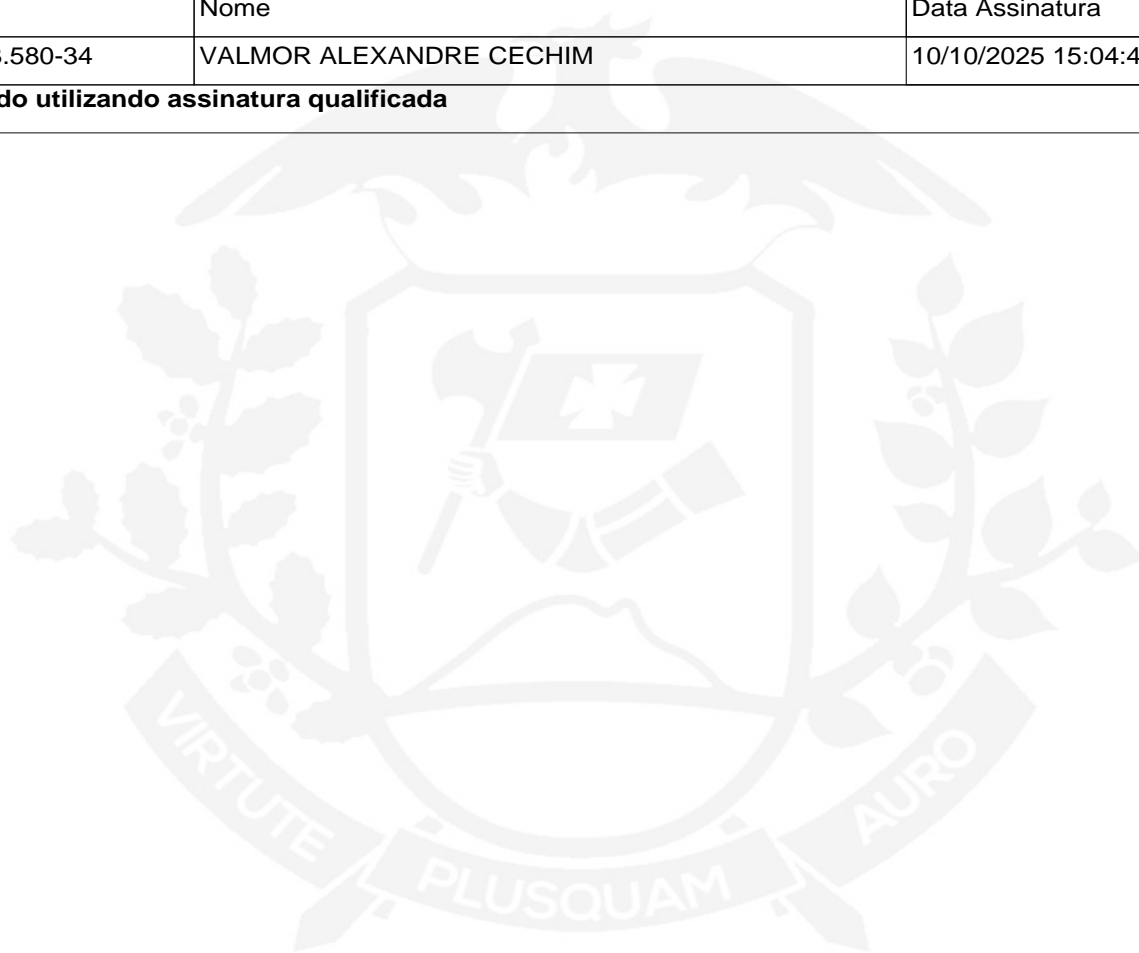 Nome Data Assinatura
.580-34 VALMOR ALEXANDRE CECHIM 10/10/2025 15:04:4
do utilizando assinatura qualificada
VIRTUTE PLUSQUAM AURO